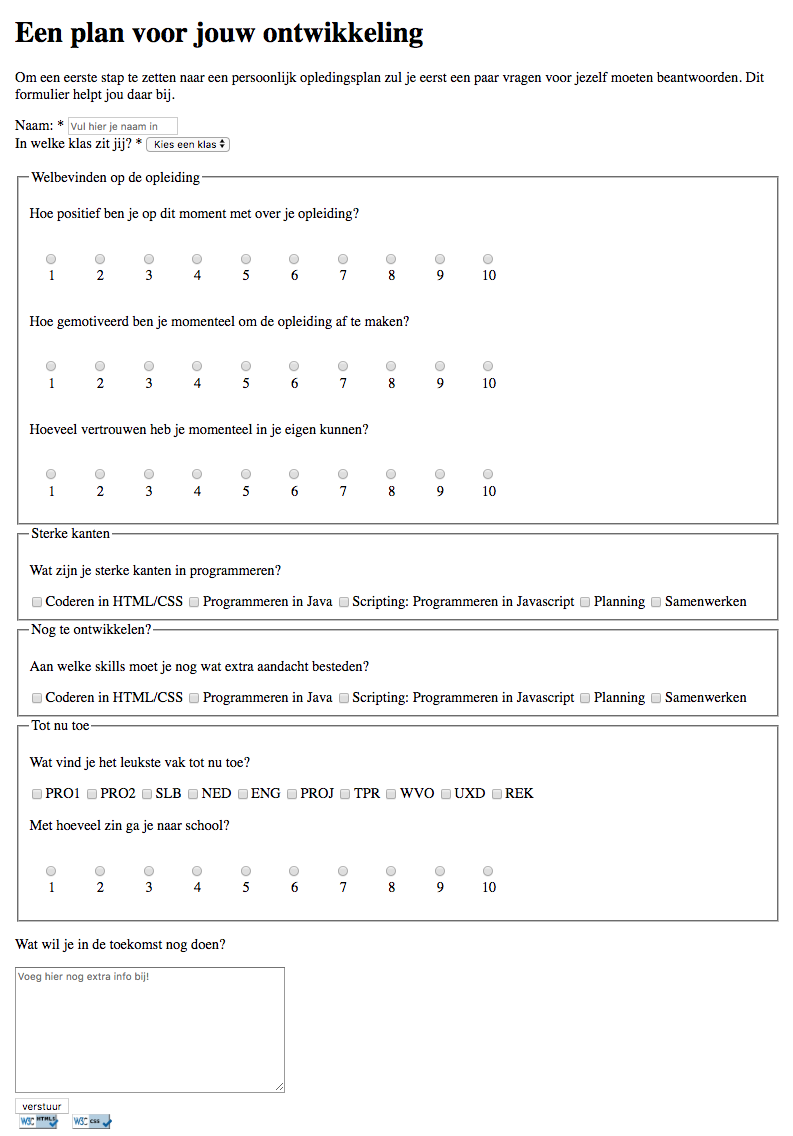 Een plan voor jouw ontwikkeling
Om een eerste stap te zetten naar een persoonlijk opledingsplan zul je eerst een paar vragen voor jezelf moeten beantwoorden. Dit
formulier helpt jou daar bij.
Naam: * Vul hier je naam in
In welke klas zit jij? * Kies een klas
Welbevinden op de opleiding
Hoe positief ben je op dit moment met over je opleiding?
1 2 3 4 5 6 7 8 9 10
Hoe gemotiveerd ben je momenteel om de opleiding af te maken?
1 2 3 4 5 6 7 8 9 10
Hoeveel vertrouwen heb je momenteel in je eigen kunnen?
1 2 3 4 5 6 7 8 9 10
Sterke kanten
Wat zijn je sterke kanten in programmeren?
Coderen in HTML/CSS Programmeren in Java Scripting: Programmeren in Javascript Planning Samenwerken
Nog te ontwikkelen?
Aan welke skills moet je nog wat extra aandacht besteden?
Coderen in HTML/CSS Programmeren in Java Scripting: Programmeren in Javascript Planning Samenwerken
Tot nu toe
Wat vind je het leukste vak tot nu toe?
PRO1 PRO2 SLB NED ENG PROJ TPR WVO UXD REK
Met hoeveel zin ga je naar school?
1 2 3 4 5 6 7 8 9 10
Wat wil je in de toekomst nog doen?
Voeg hier nog extra info bij!
verstuur
W3C HTML5 W3C CSS